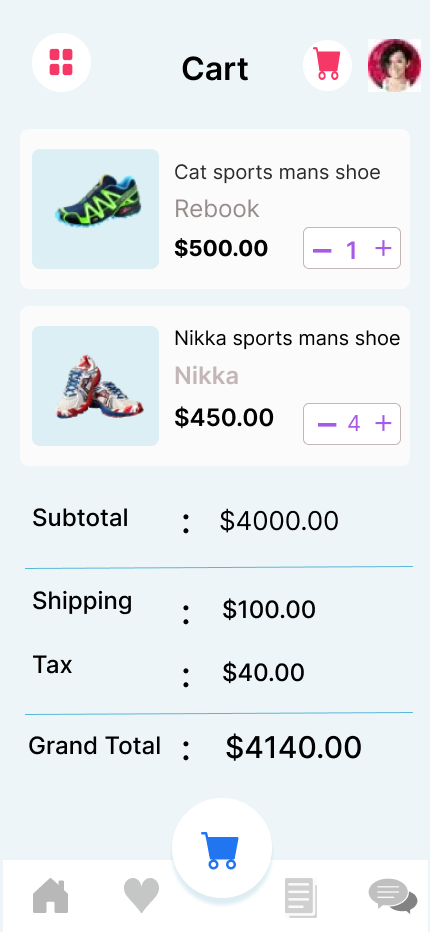 Cart
Cat sports mans shoe
Rebook
$500.00
− 1 +
Nikka sports mans shoe
Nikka
$450.00
− 4 +
Subtotal : $4000.00
Shipping : $100.00
Tax : $40.00
Grand Total : $4140.00